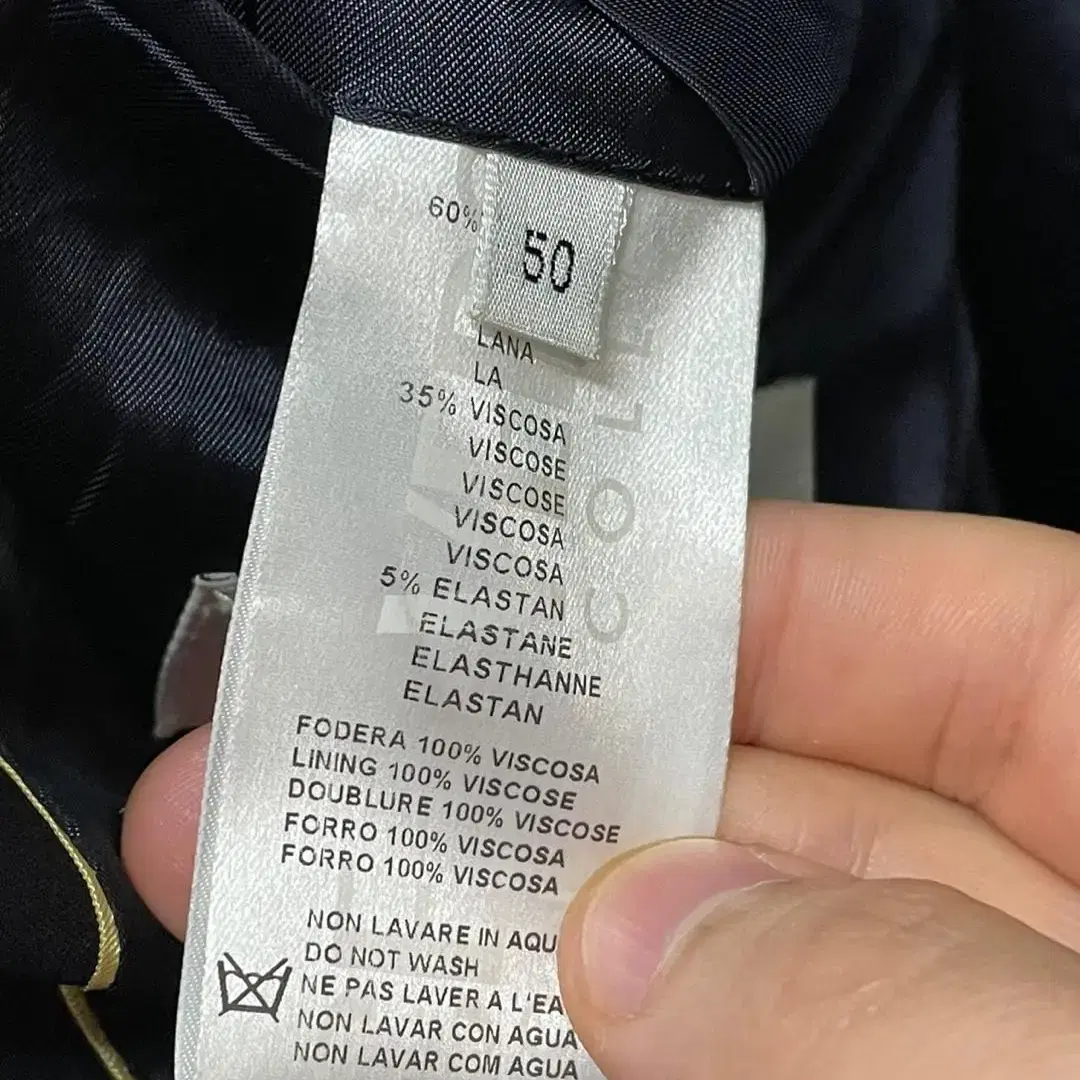 60%
50
LANA
LA
35% VISCOSA
VISCOSE
VISCOSE
VISCOSA
VISCOSA
5% ELASTAN
ELASTANE
ELASTHANNE
ELASTAN
FODERA 100% VISCOSA
LINING 100% VISCOSE
DOUBLURE 100% VISCOSE
FORRO 100% VISCOSA
FORRO 100% VISCOSA
NON LAVARE IN AQU
DO NOT WASH
NE PAS LAVER A L'EA
NON LAVAR CON AGUA
NON LAVAR COM AGUA
COLL